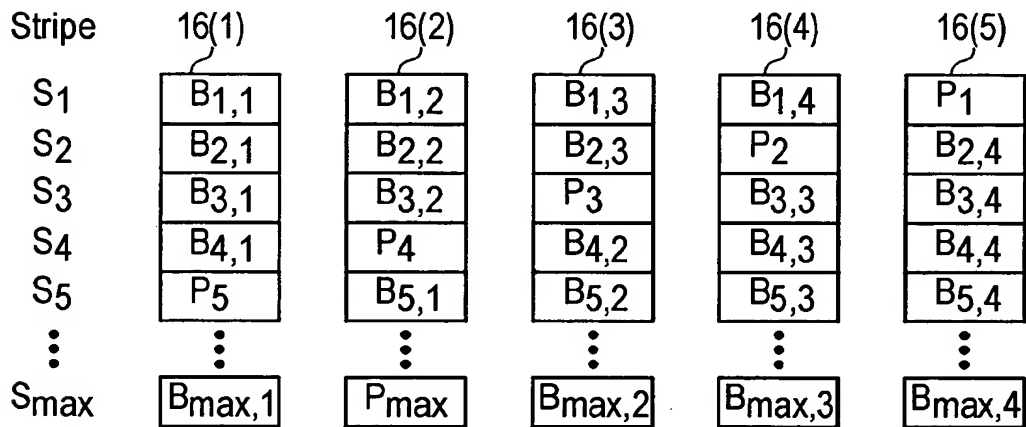 Stripe 16(1) 16(2) 16(3) 16(4) 16(5)
S1 B1,1 B1,2 B1,3 B1,4 P1
S2 B2,1 B2,2 B2,3 P2 B2,4
S3 B3,1 B3,2 P3 B3,3 B3,4
S4 B4,1 P4 B4,2 B4,3 B4,4
S5 P5 B5,1 B5,2 B5,3 B5,4
Smax Bmax,1 Pmax Bmax,2 Bmax,3 Bmax,4